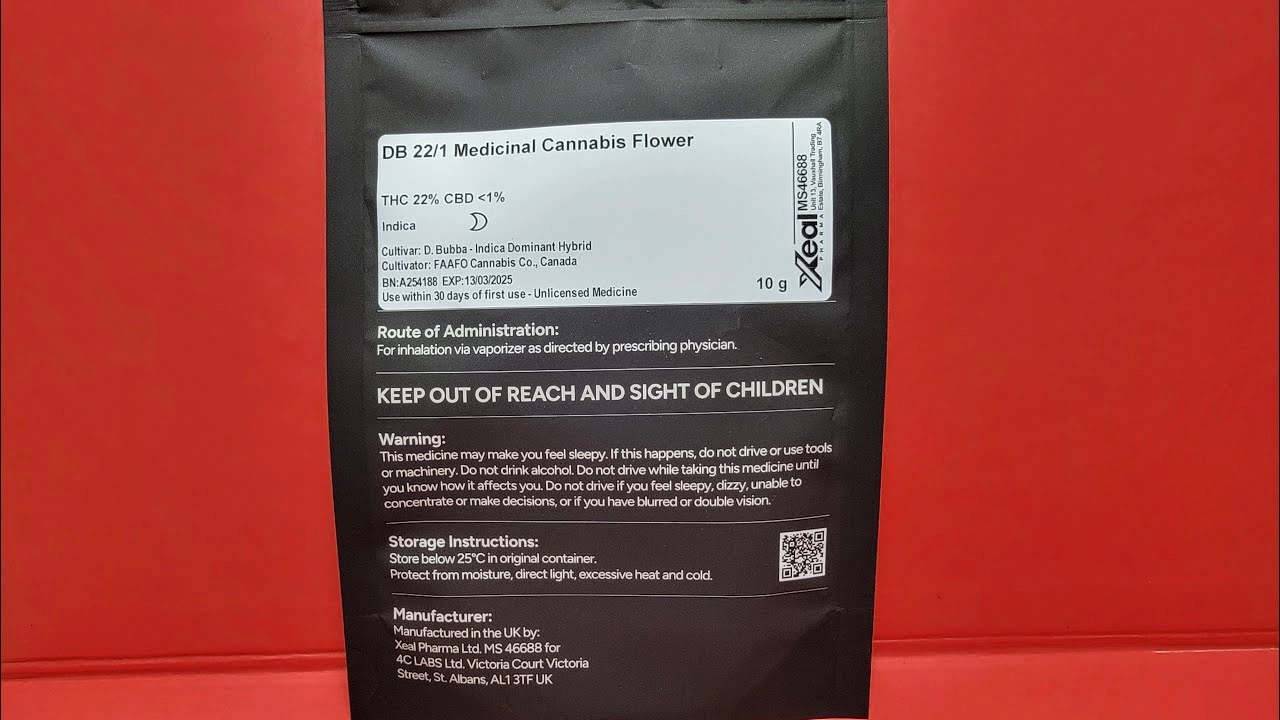 DB 22/1 Medicinal Cannabis Flower
THC 22% CBD <1%
Indica
Cultivar: D. Bubba - Indica Dominant Hybrid
Cultivator: FAAFO Cannabis Co., Canada
BN:A254188 EXP:13/03/2025
Use within 30 days of first use - Unlicensed Medicine
10 g
Xeal
PHARMA
MS46688
Unit 13, Vauxhall Trading
Estate, Birmingham, B7 4RA
Route of Administration:
For inhalation via vaporizer as directed by prescribing physician.
KEEP OUT OF REACH AND SIGHT OF CHILDREN
Warning:
This medicine may make you feel sleepy. If this happens, do not drive or use tools
or machinery. Do not drink alcohol. Do not drive while taking this medicine until
you know how it affects you. Do not drive if you feel sleepy, dizzy, unable to
concentrate or make decisions, or if you have blurred or double vision.
Storage Instructions:
Store below 25°C in original container.
Protect from moisture, direct light, excessive heat and cold.
Manufacturer:
Manufactured in the UK by:
Xeal Pharma Ltd. MS 46688 for
4C LABS Ltd. Victoria Court Victoria
Street, St. Albans, AL1 3TF UK